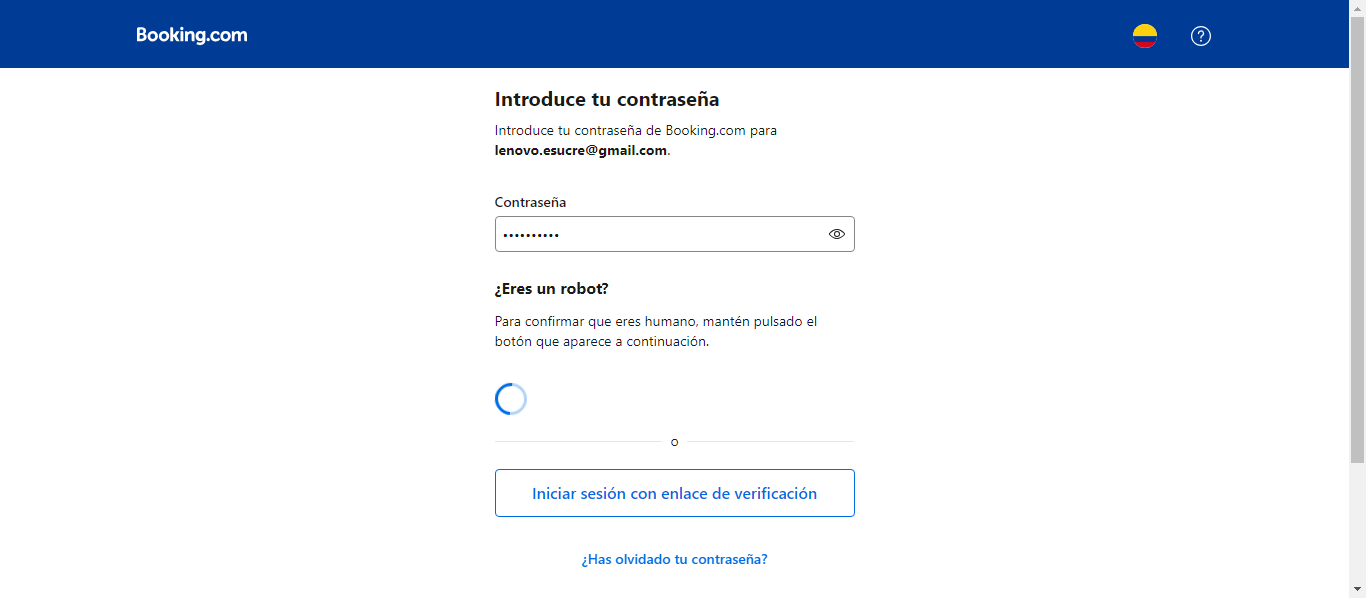 Booking.com
Introduce tu contraseña
Introduce tu contraseña de Booking.com para
lenovo.esucre@gmail.com.
Contraseña
••••••••••
¿Eres un robot?
Para confirmar que eres humano, mantén pulsado el
botón que aparece a continuación.
o
Iniciar sesión con enlace de verificación
¿Has olvidado tu contraseña?